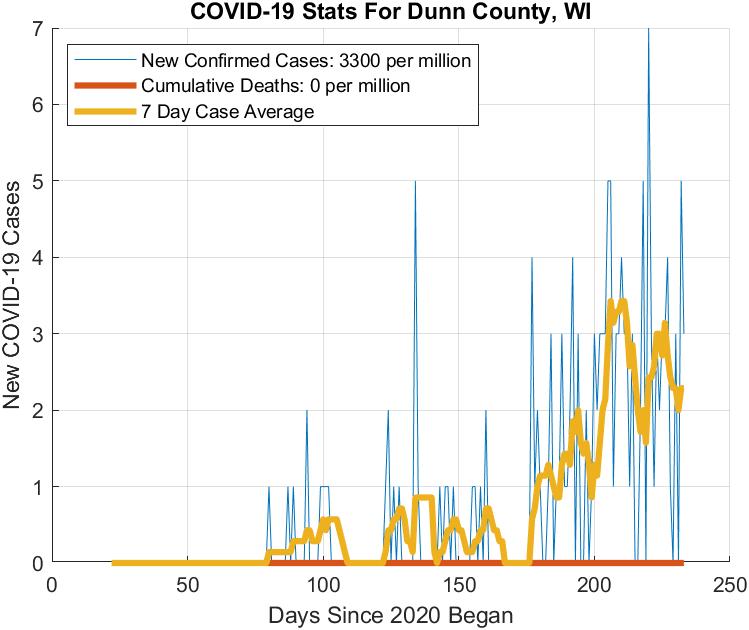 COVID-19 Stats For Dunn County, WI
New Confirmed Cases: 3300 per million
Cumulative Deaths: 0 per million
7 Day Case Average
New COVID-19 Cases
7
6
5
4
3
2
1
0
0 50 100 150 200 250
Days Since 2020 Began